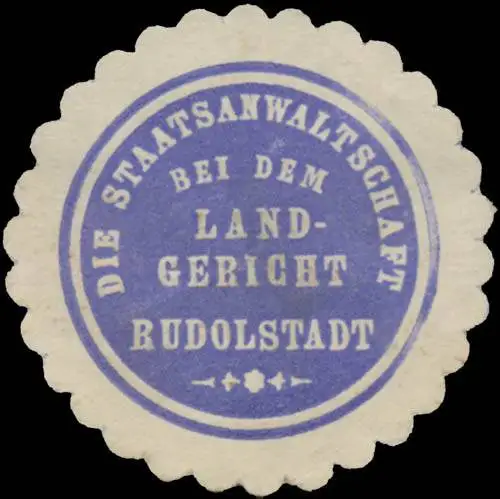 DIE STAATSANWALTSCHAFT
BEI DEM
LAND-
GERICHT
RUDOLSTADT